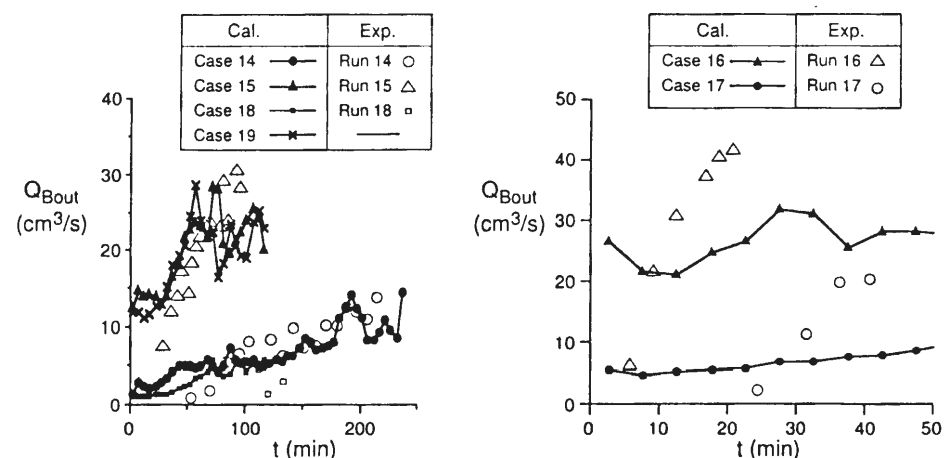 Cal. Exp.
Case 14 Run 14
Case 15 Run 15
Case 18 Run 18
Case 19
40
30
20
10
0
Q_Bout
(cm³/s)
0 100 200
t (min)
Cal. Exp.
Case 16 Run 16
Case 17 Run 17
50
40
30
20
10
0
Q_Bout
(cm³/s)
0 10 20 30 40 50
t (min)